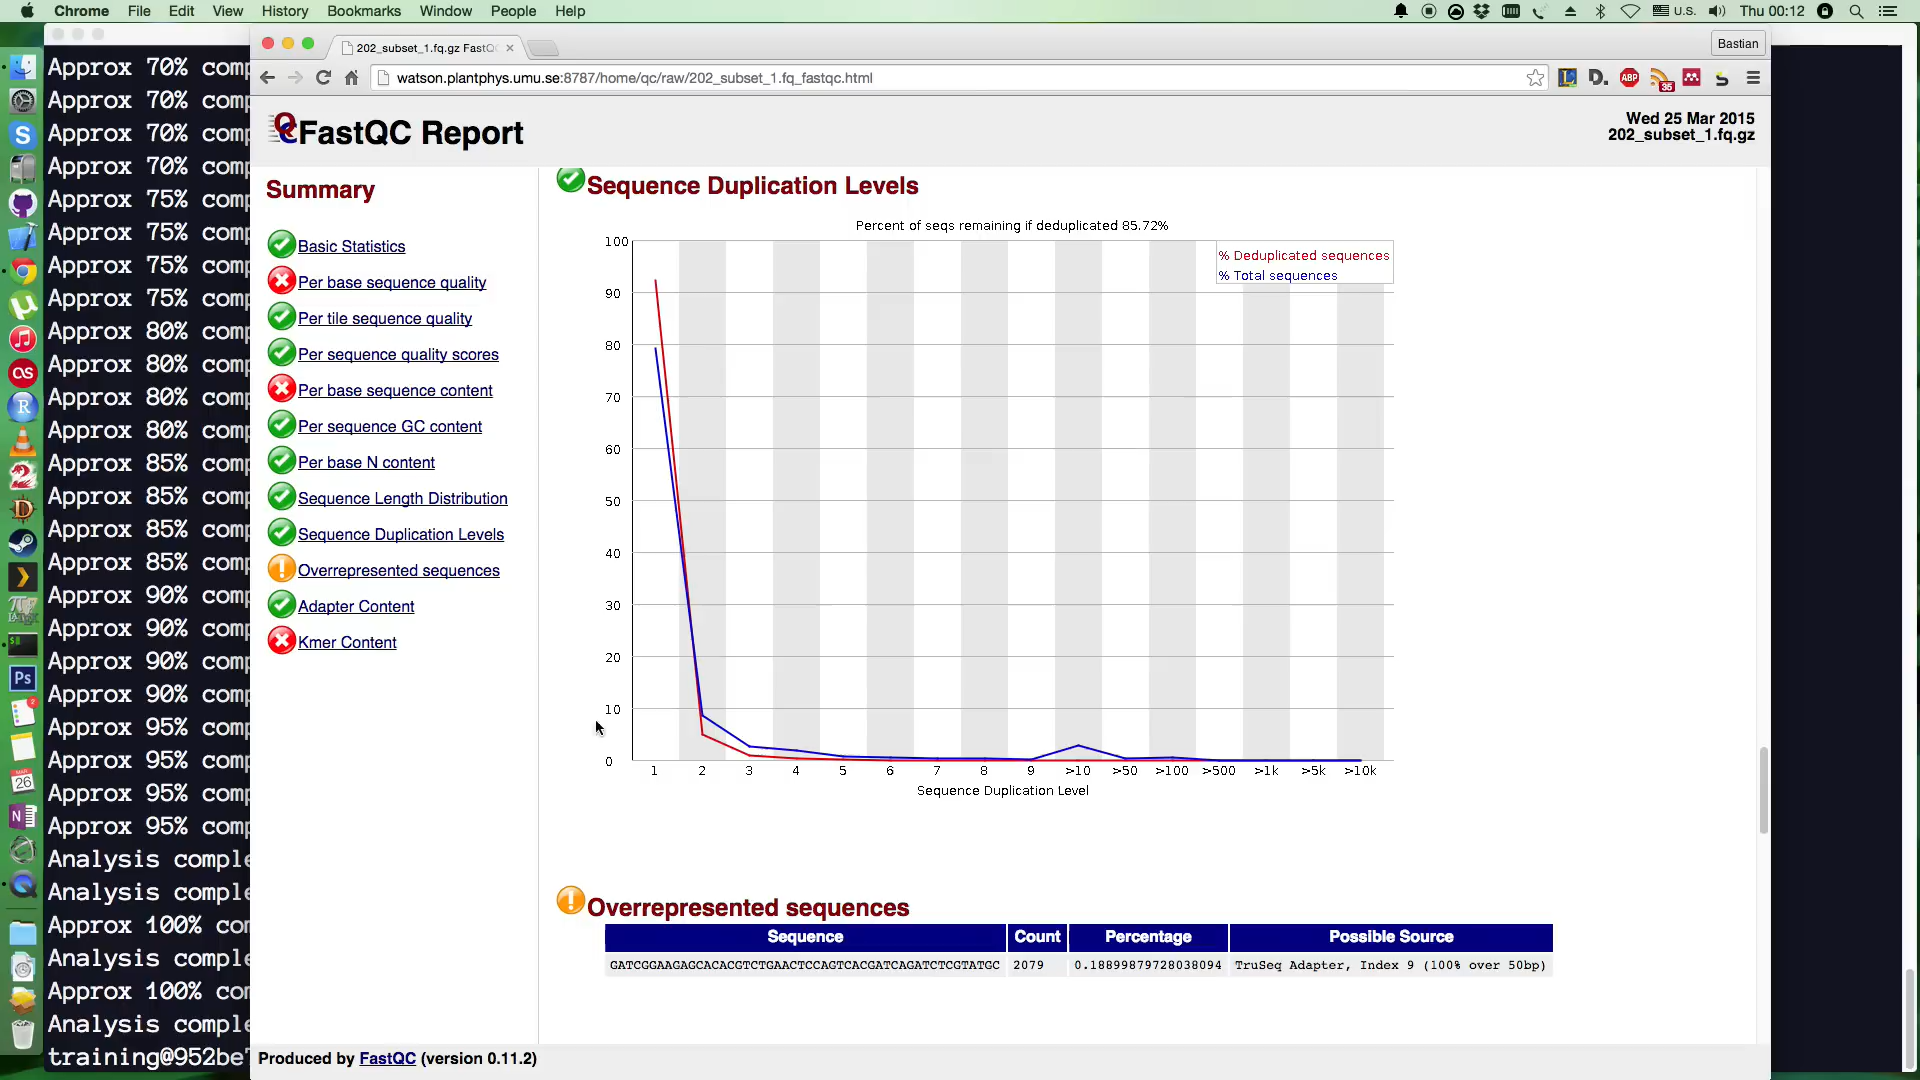 Chrome File Edit View History Bookmarks Window People Help
U.S. Thu 00:12
202_subset_1.fq.gz FastQC
Bastian
watson.plantphys.umu.se:8787/home/qc/raw/202_subset_1.fq_fastqc.html
FastQC Report
Wed 25 Mar 2015
202_subset_1.fq.gz
Summary
Basic Statistics
Per base sequence quality
Per tile sequence quality
Per sequence quality scores
Per base sequence content
Per sequence GC content
Per base N content
Sequence Length Distribution
Sequence Duplication Levels
Overrepresented sequences
Adapter Content
Kmer Content
Sequence Duplication Levels
Percent of seqs remaining if deduplicated 85.72%
% Deduplicated sequences
% Total sequences
100
90
80
70
60
50
40
30
20
10
0
1 2 3 4 5 6 7 8 9 >10 >50 >100 >500 >1k >5k >10k
Sequence Duplication Level
Overrepresented sequences
Sequence Count Percentage Possible Source
GATCGGAAGAGCACACGTCTGAACTCCAGTCACGATCAGATCTCGTATGC 2079 0.18899879728038094 TruSeq Adapter, Index 9 (100% over 50bp)
Produced by FastQC (version 0.11.2)
Approx 70% comp
Approx 70% comp
Approx 70% comp
Approx 70% comp
Approx 75% comp
Approx 75% comp
Approx 75% comp
Approx 75% comp
Approx 80% comp
Approx 80% comp
Approx 80% comp
Approx 80% comp
Approx 85% comp
Approx 85% comp
Approx 85% comp
Approx 85% comp
Approx 90% comp
Approx 90% comp
Approx 90% comp
Approx 90% comp
Approx 95% comp
Approx 95% comp
Approx 95% comp
Approx 95% comp
Analysis comple
Analysis comple
Approx 100% com
Analysis comple
Approx 100% com
Analysis comple
training@952be